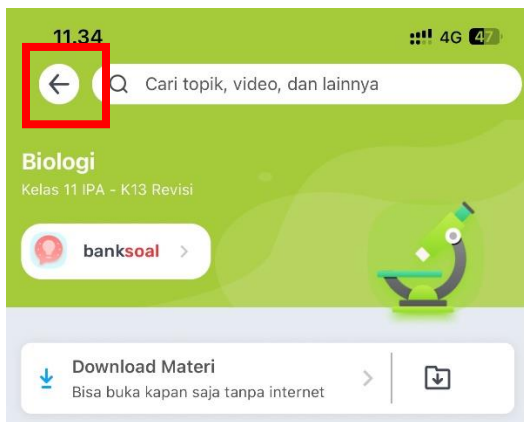 11.34 4G 47
Cari topik, video, dan lainnya
Biologi
Kelas 11 IPA - K13 Revisi
banksoal
Download Materi
Bisa buka kapan saja tanpa internet